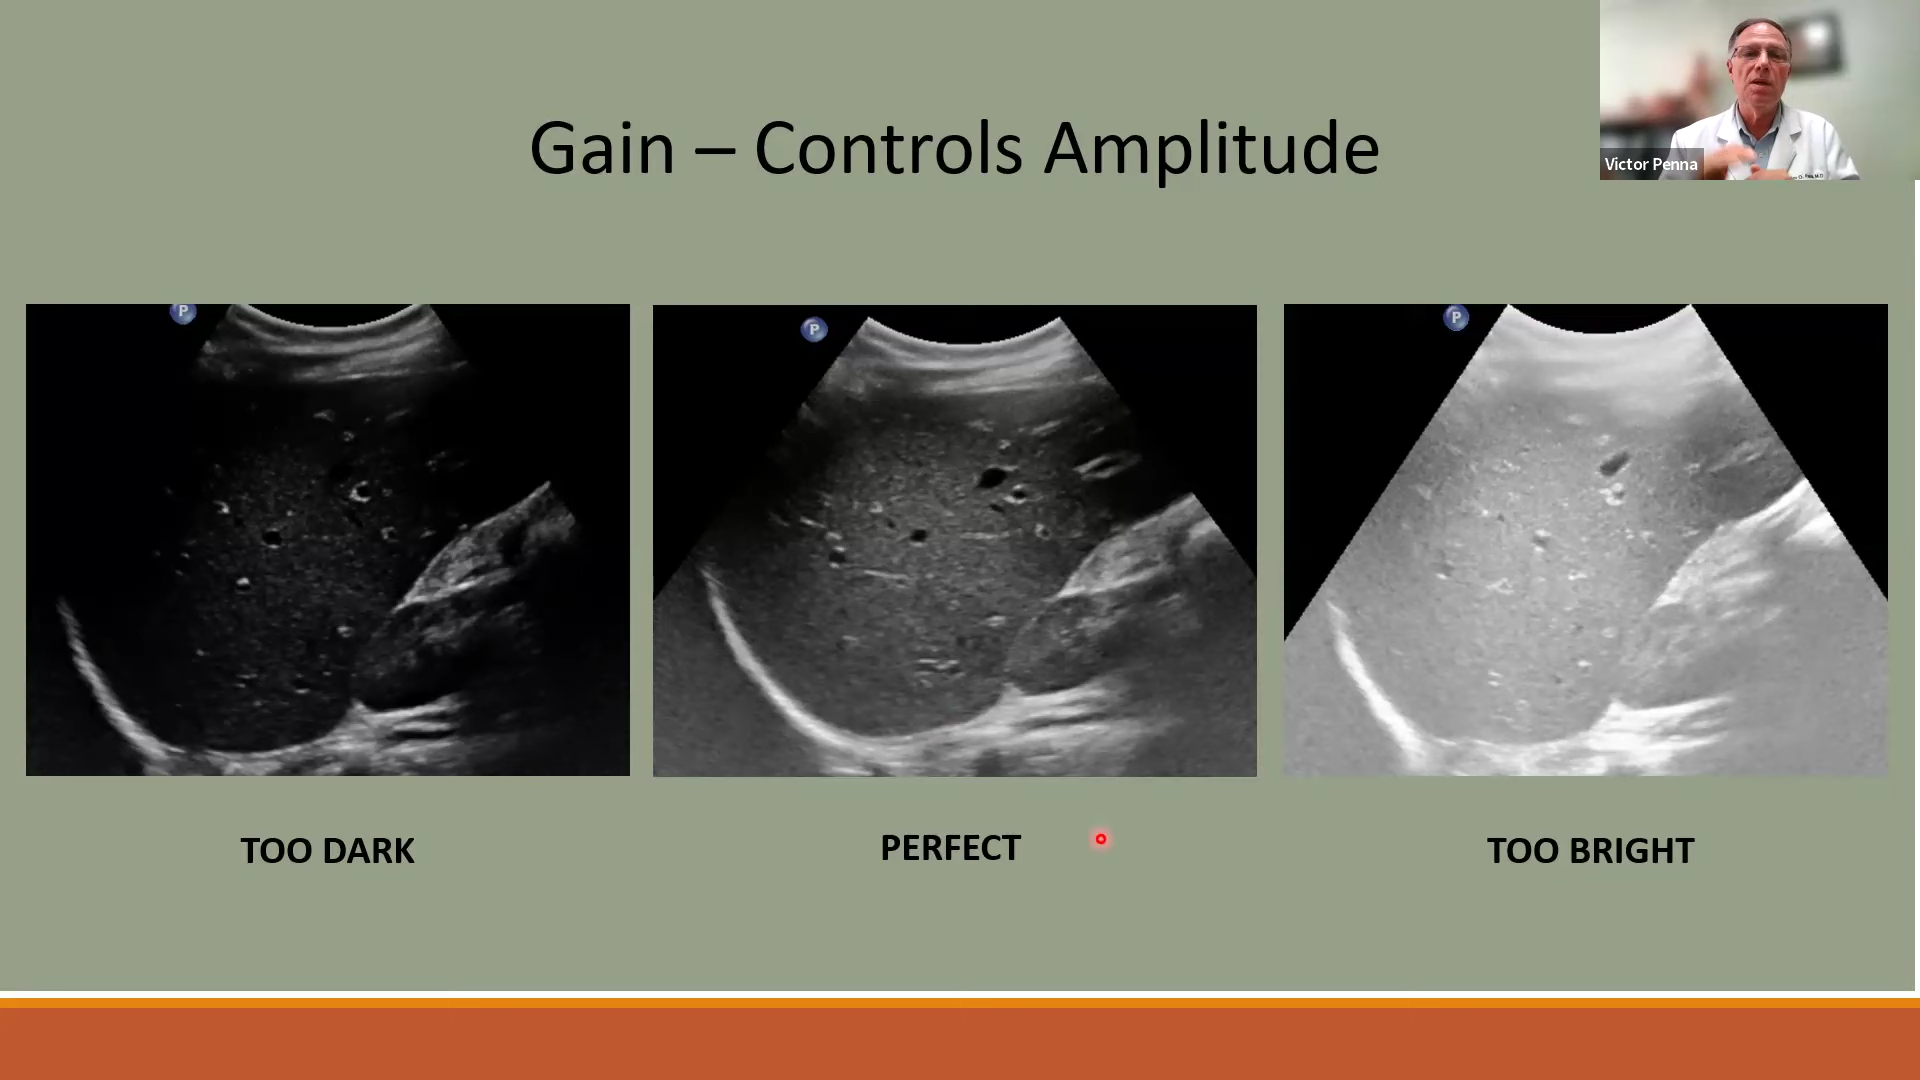 Gain – Controls Amplitude
Victor Penna
P
P
P
TOO DARK
PERFECT
TOO BRIGHT